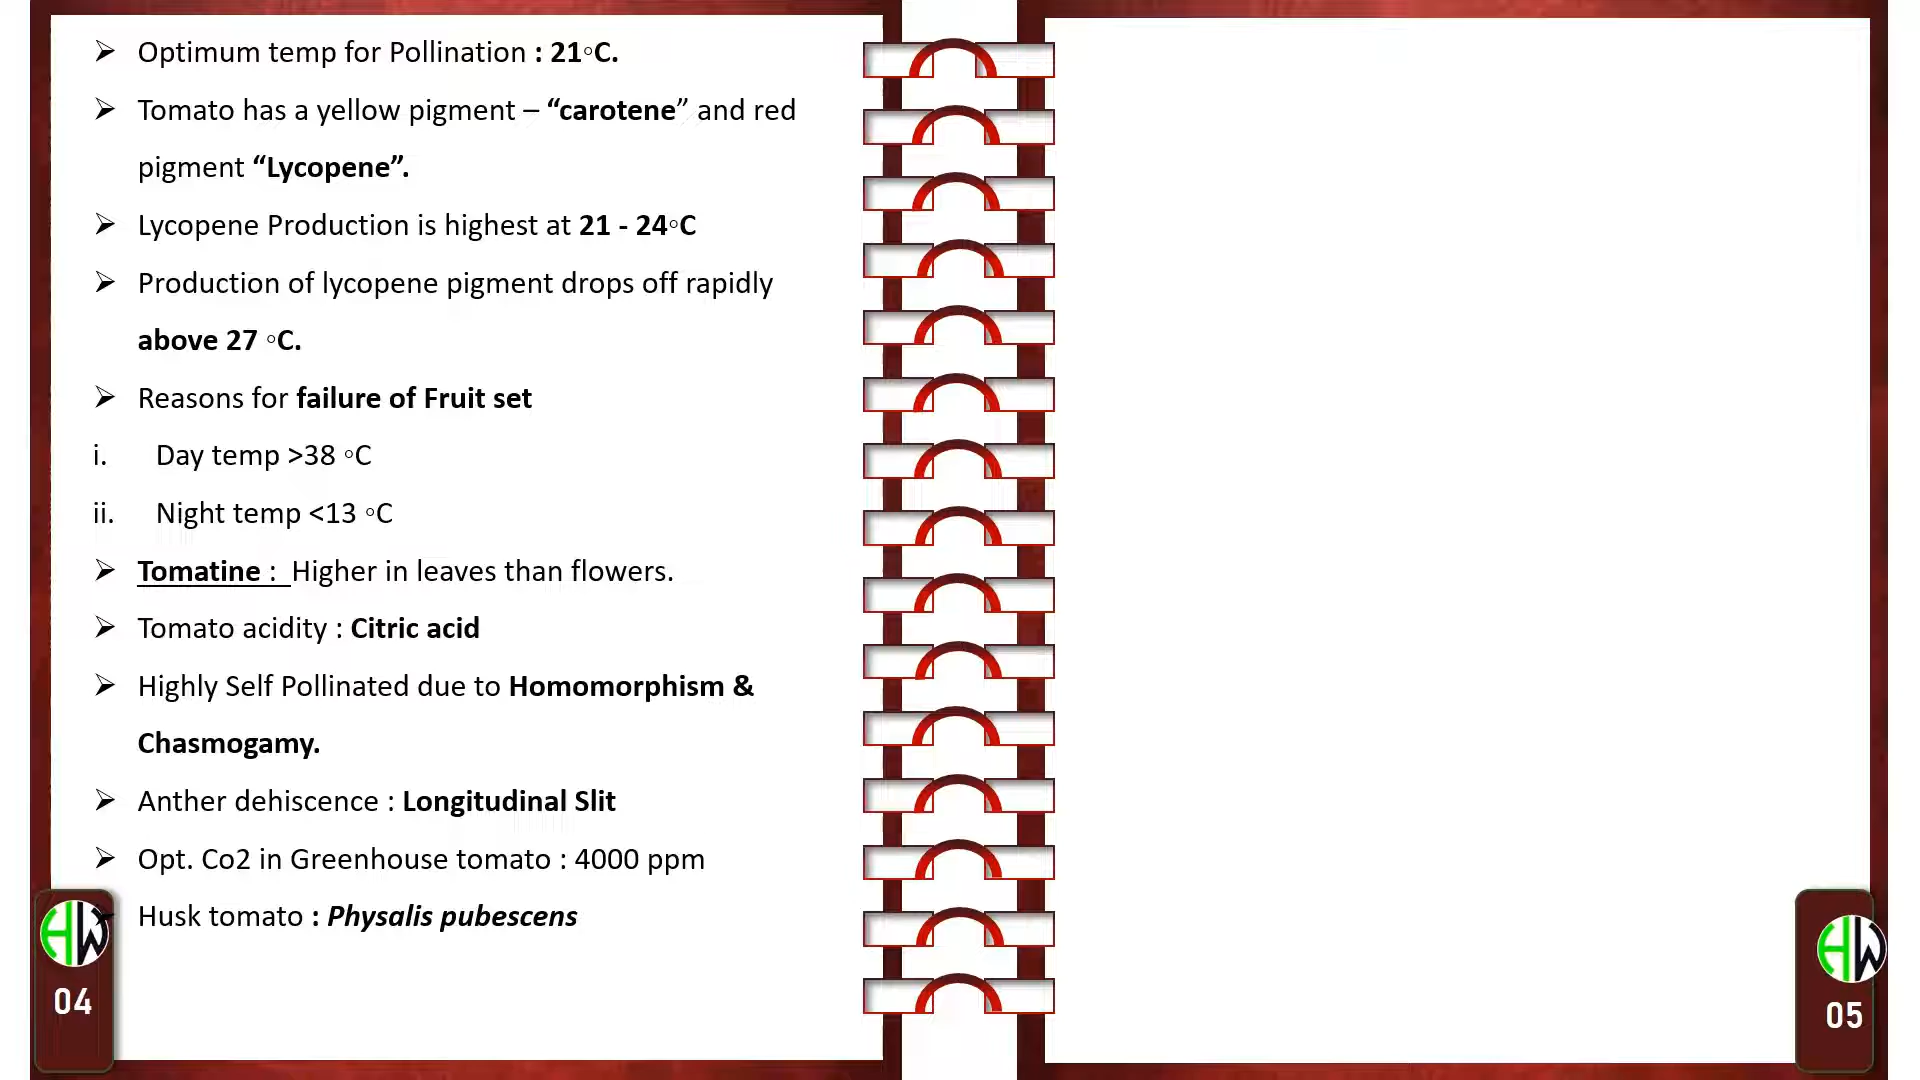 ➢ Optimum temp for Pollination : 21◦C.
➢ Tomato has a yellow pigment – “carotene” and red
pigment “Lycopene”.
➢ Lycopene Production is highest at 21 - 24◦C
➢ Production of lycopene pigment drops off rapidly
above 27 ◦C.
➢ Reasons for failure of Fruit set
i. Day temp >38 ◦C
ii. Night temp <13 ◦C
➢ Tomatine : Higher in leaves than flowers.
➢ Tomato acidity : Citric acid
➢ Highly Self Pollinated due to Homomorphism &
Chasmogamy.
➢ Anther dehiscence : Longitudinal Slit
➢ Opt. Co2 in Greenhouse tomato : 4000 ppm
➢ Husk tomato : Physalis pubescens
HW
04
HW
05